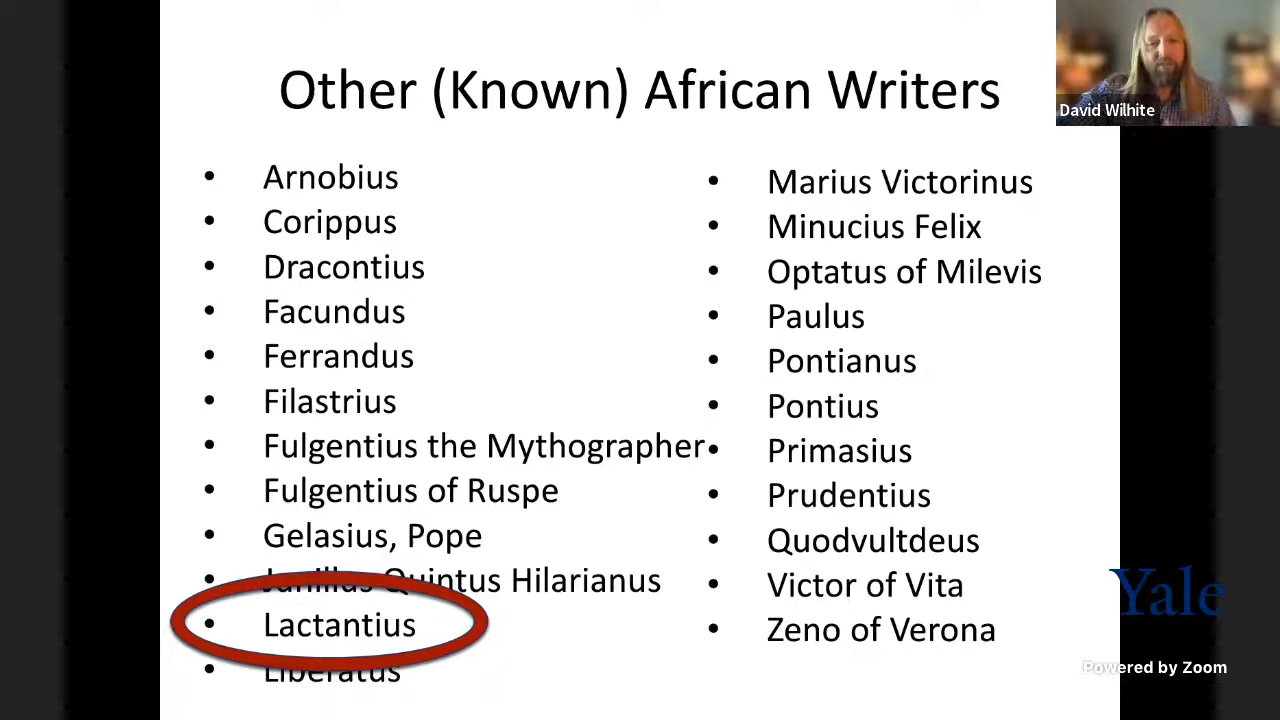 Other (Known) African Writers
David Wilhite
• Arnobius
• Corippus
• Dracontius
• Facundus
• Ferrandus
• Filastrius
• Fulgentius the Mythographer
• Fulgentius of Ruspe
• Gelasius, Pope
• Junillus Quintus Hilarianus
• Lactantius
• Liberatus
• Marius Victorinus
• Minucius Felix
• Optatus of Milevis
• Paulus
• Pontianus
• Pontius
• Primasius
• Prudentius
• Quodvultdeus
• Victor of Vita
• Zeno of Verona
Yale
Powered by Zoom